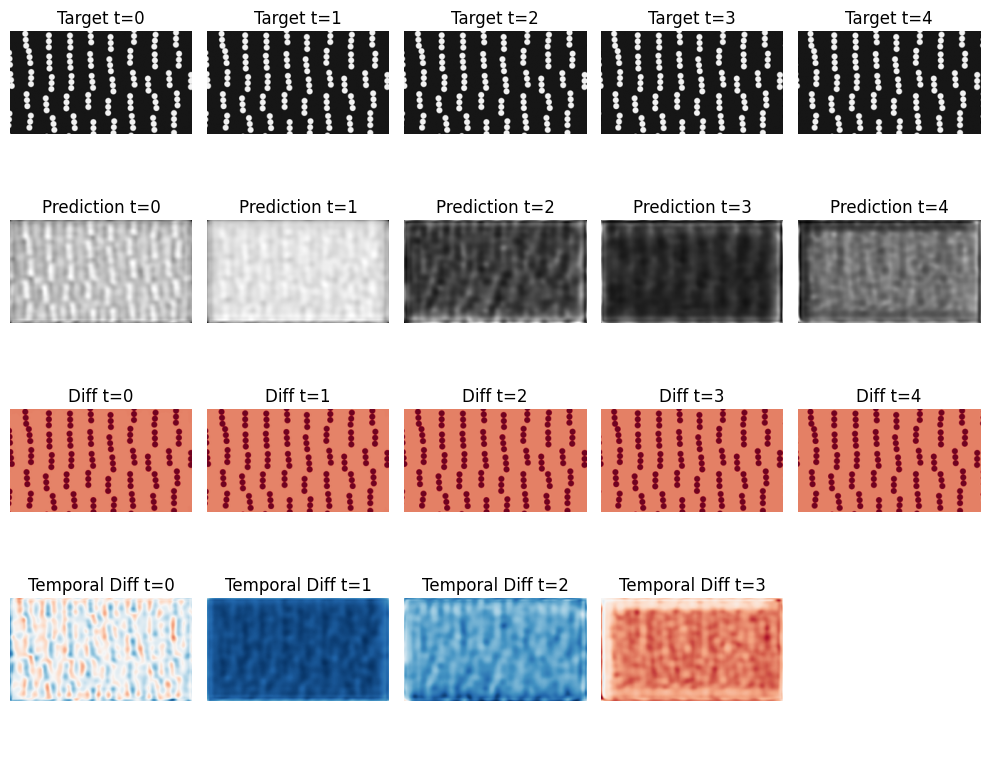 Target t=0
Target t=1
Target t=2
Target t=3
Target t=4
Prediction t=0
Prediction t=1
Prediction t=2
Prediction t=3
Prediction t=4
Diff t=0
Diff t=1
Diff t=2
Diff t=3
Diff t=4
Temporal Diff t=0
Temporal Diff t=1
Temporal Diff t=2
Temporal Diff t=3